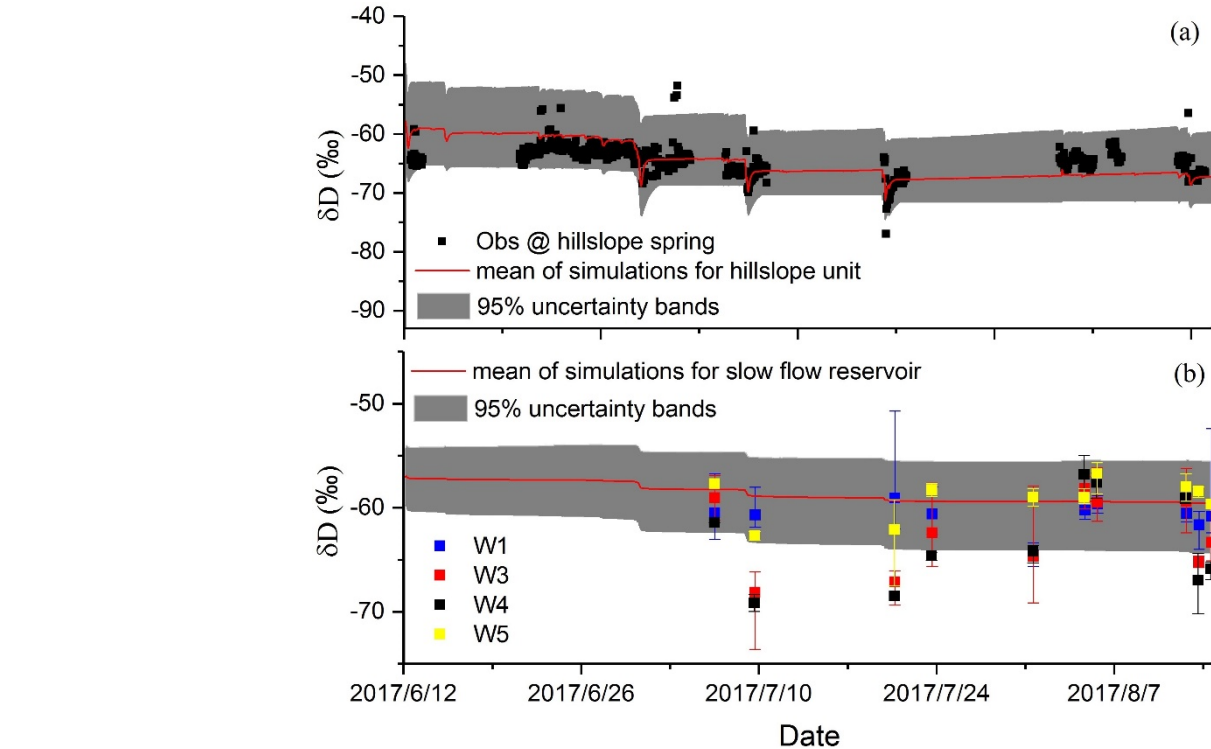 -40
(a)
-50
-60
-70
-80
-90
δD (‰)
Obs @ hillslope spring
mean of simulations for hillslope unit
95% uncertainty bands
mean of simulations for slow flow reservoir
(b)
95% uncertainty bands
-50
-60
-70
δD (‰)
W1
W3
W4
W5
2017/6/12 2017/6/26 2017/7/10 2017/7/24 2017/8/7
Date